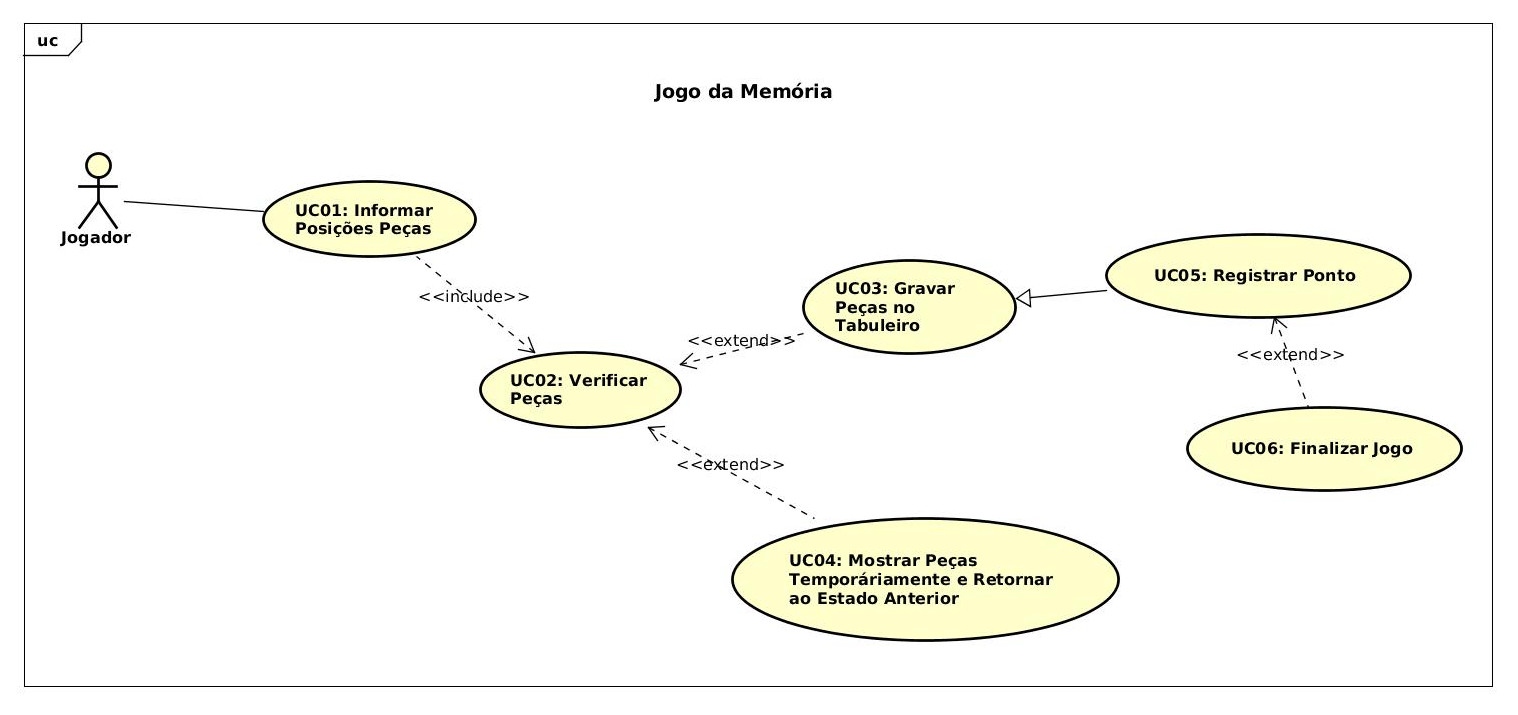 uc
Jogo da Memória
Jogador
UC01: Informar
Posições Peças
<<include>>
UC02: Verificar
Peças
<<extend>>
UC03: Gravar
Peças no
Tabuleiro
UC05: Registrar Ponto
<<extend>>
UC06: Finalizar Jogo
<<extend>>
UC04: Mostrar Peças
Temporáriamente e Retornar
ao Estado Anterior